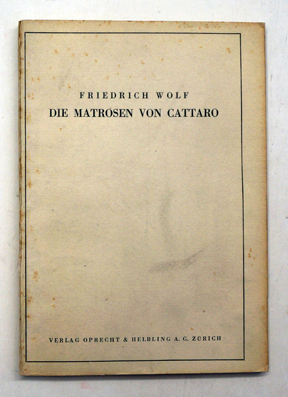 FRIEDRICH WOLF
DIE MATROSEN VON CATTARO
VERLAG OPRECHT & HELBLING A. G. ZÜRICH